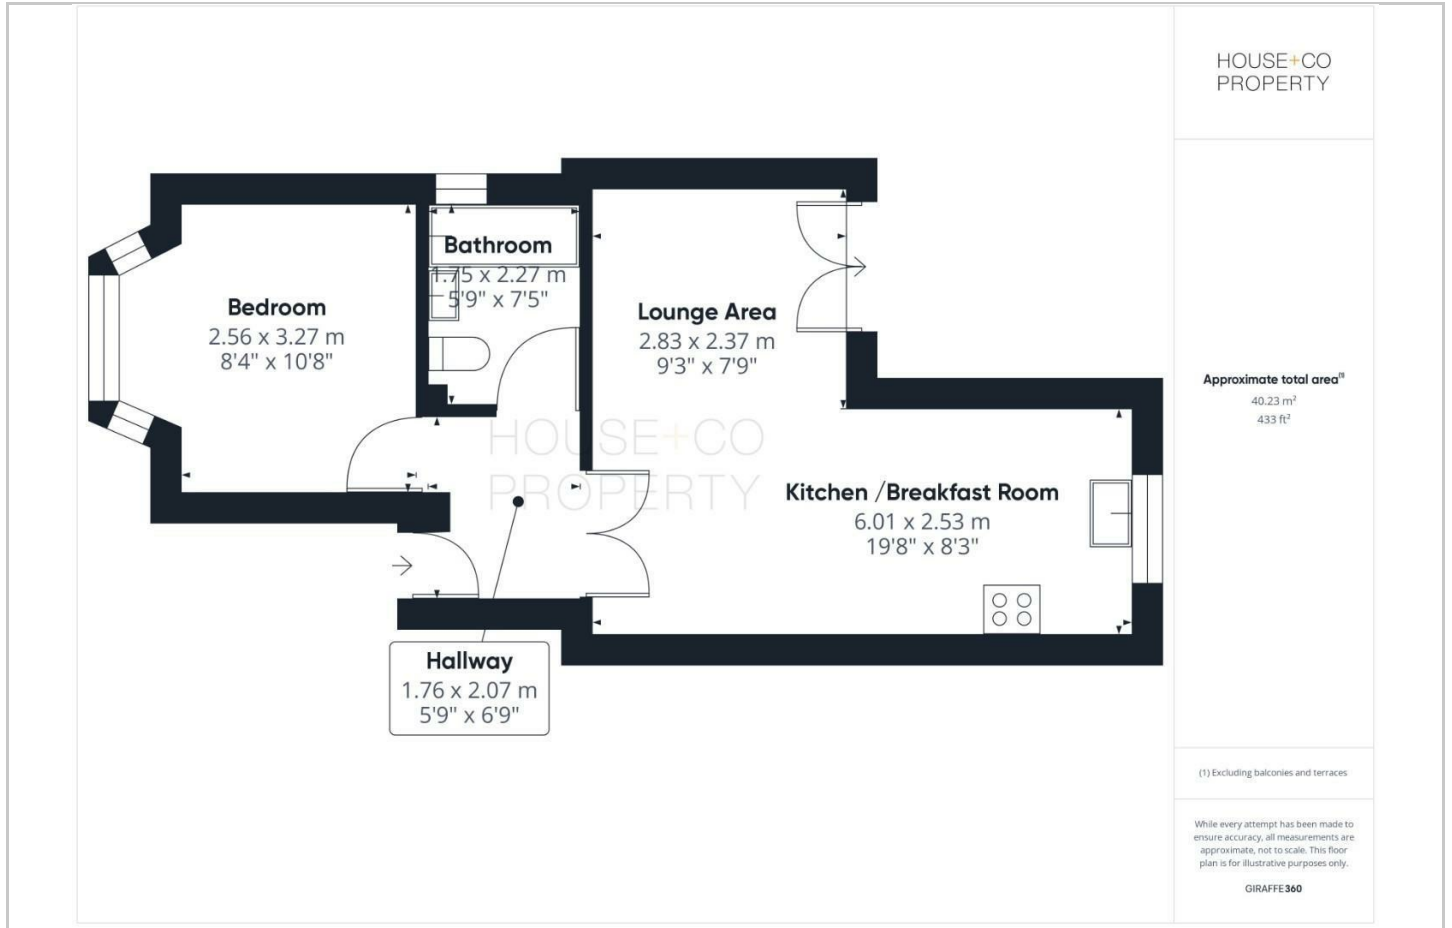 HOUSE+CO
PROPERTY
Bedroom
2.56 x 3.27 m
8'4" x 10'8"
Bathroom
1.75 x 2.27 m
5'9" x 7'5"
Lounge Area
2.83 x 2.37 m
9'3" x 7'9"
HOUSE+CO
PROPERTY
Kitchen /Breakfast Room
6.01 x 2.53 m
19'8" x 8'3"
Hallway
1.76 x 2.07 m
5'9" x 6'9"
Approximate total area⁽¹⁾
40.23 m²
433 ft²
(1) Excluding balconies and terraces
While every attempt has been made to
ensure accuracy, all measurements are
approximate, not to scale. This floor
plan is for illustrative purposes only.
GIRAFFE360